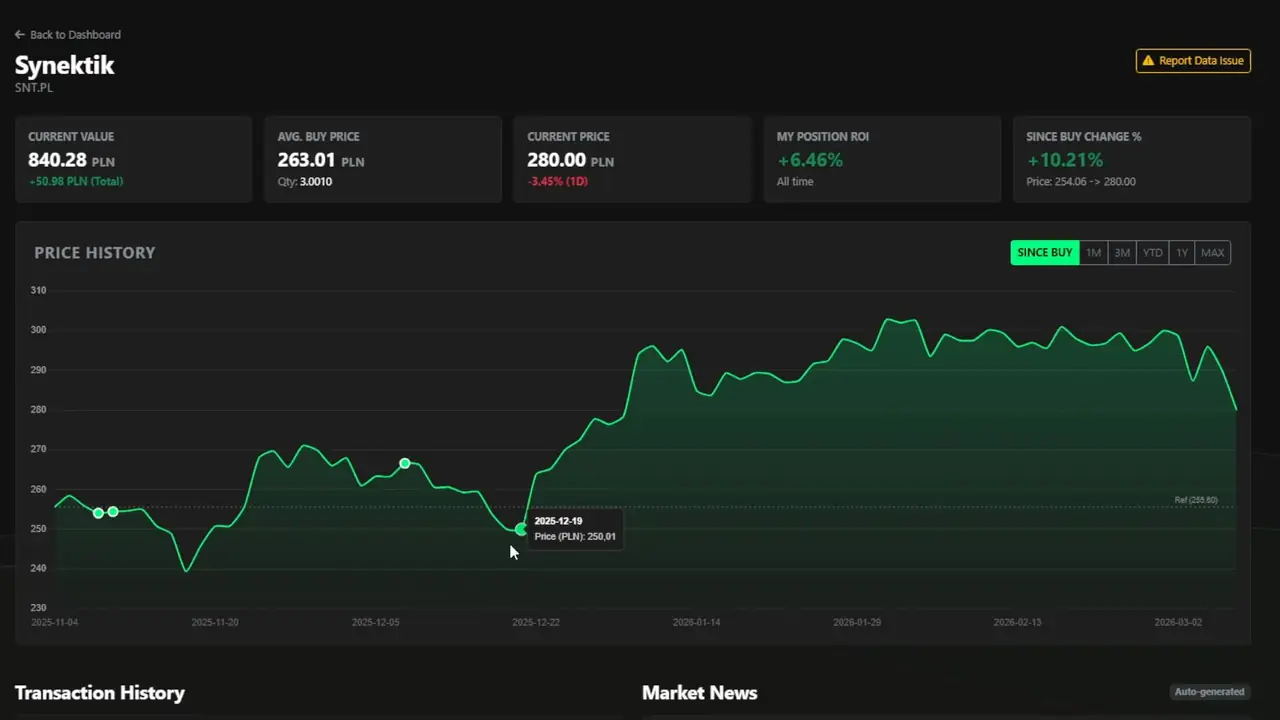 Back to Dashboard
Synektik
SNT.PL
Report Data Issue
CURRENT VALUE
840.28 PLN
+50.98 PLN (Total)
AVG. BUY PRICE
263.01 PLN
Qty: 3.0010
CURRENT PRICE
280.00 PLN
-3.45% (1D)
MY POSITION ROI
+6.46%
All time
SINCE BUY CHANGE %
+10.21%
Price: 254.06 -> 280.00
PRICE HISTORY
SINCE BUY 1M 3M YTD 1Y MAX
310
300
290
280
270
260
250
240
230
Ref (255.60)
2025-12-19
Price (PLN): 250,01
2025-11-04 2025-11-20 2025-12-05 2025-12-22 2026-01-14 2026-01-29 2026-02-13 2026-03-02
Transaction History
Market News
Auto-generated